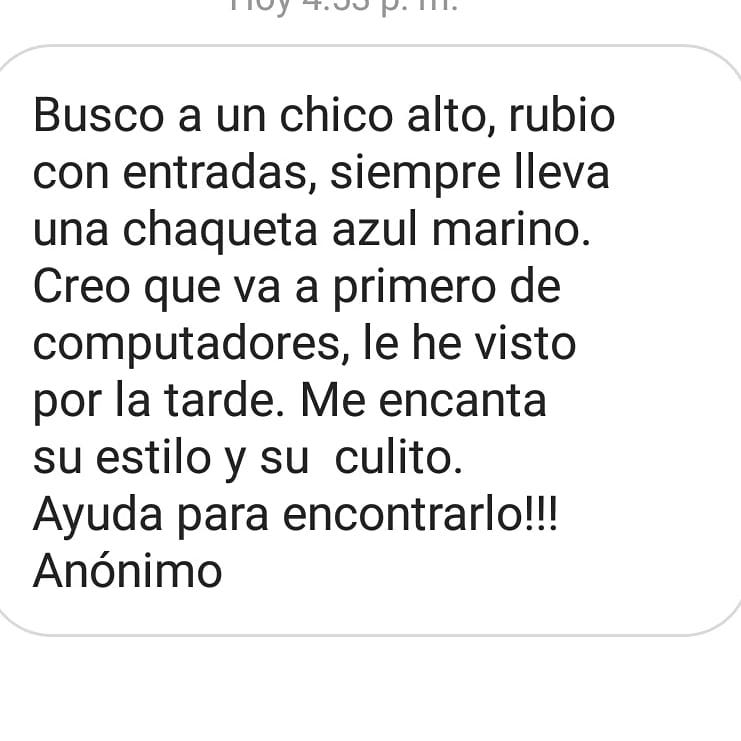 Hoy 4:53 p. m.
Busco a un chico alto, rubio
con entradas, siempre lleva
una chaqueta azul marino.
Creo que va a primero de
computadores, le he visto
por la tarde. Me encanta
su estilo y su  culito.
Ayuda para encontrarlo!!!
Anónimo